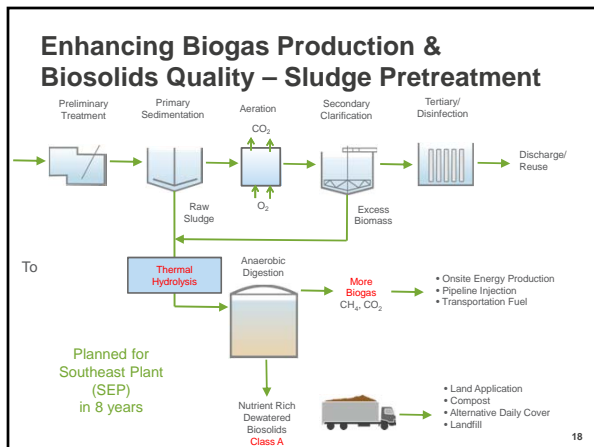 Enhancing Biogas Production &
Biosolids Quality – Sludge Pretreatment
Preliminary
Treatment
Primary
Sedimentation
Aeration
CO₂
O₂
Secondary
Clarification
Tertiary/
Disinfection
Discharge/
Reuse
Raw
Sludge
Excess
Biomass
To
Thermal
Hydrolysis
Anaerobic
Digestion
More
Biogas
CH₄, CO₂
• Onsite Energy Production
• Pipeline Injection
• Transportation Fuel
Planned for
Southeast Plant
(SEP)
in 8 years
Nutrient Rich
Dewatered
Biosolids
Class A
• Land Application
• Compost
• Alternative Daily Cover
• Landfill
18